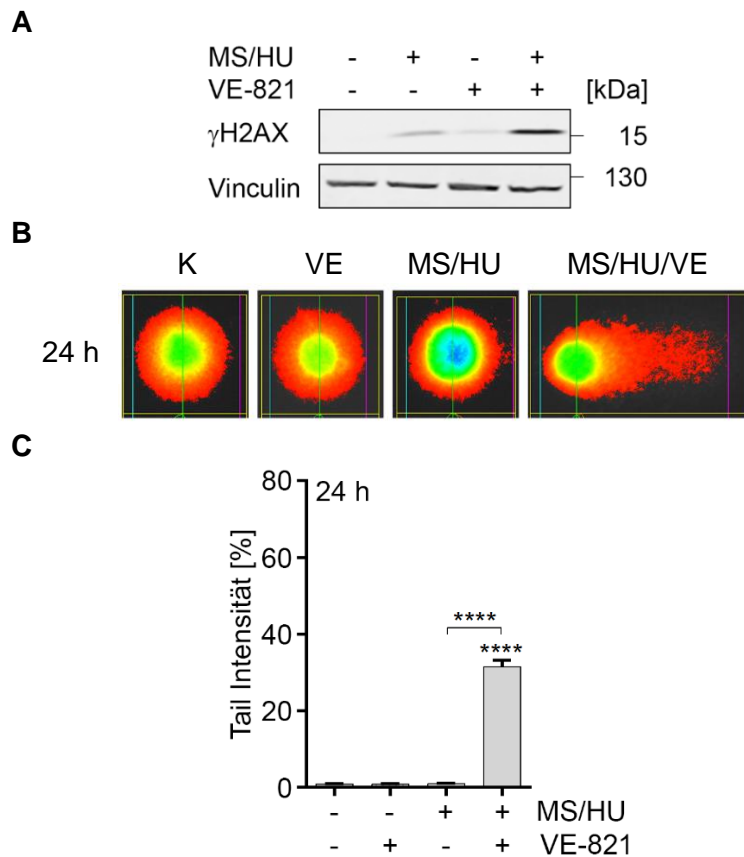 A
MS/HU - + - +
VE-821 - - + + [kDa]
γH2AX 15
Vinculin 130
B
K VE MS/HU MS/HU/VE
24 h
C
80 24 h
60
40
20
0
Tail Intensität [%]
****
****
- - + + MS/HU
- + - + VE-821